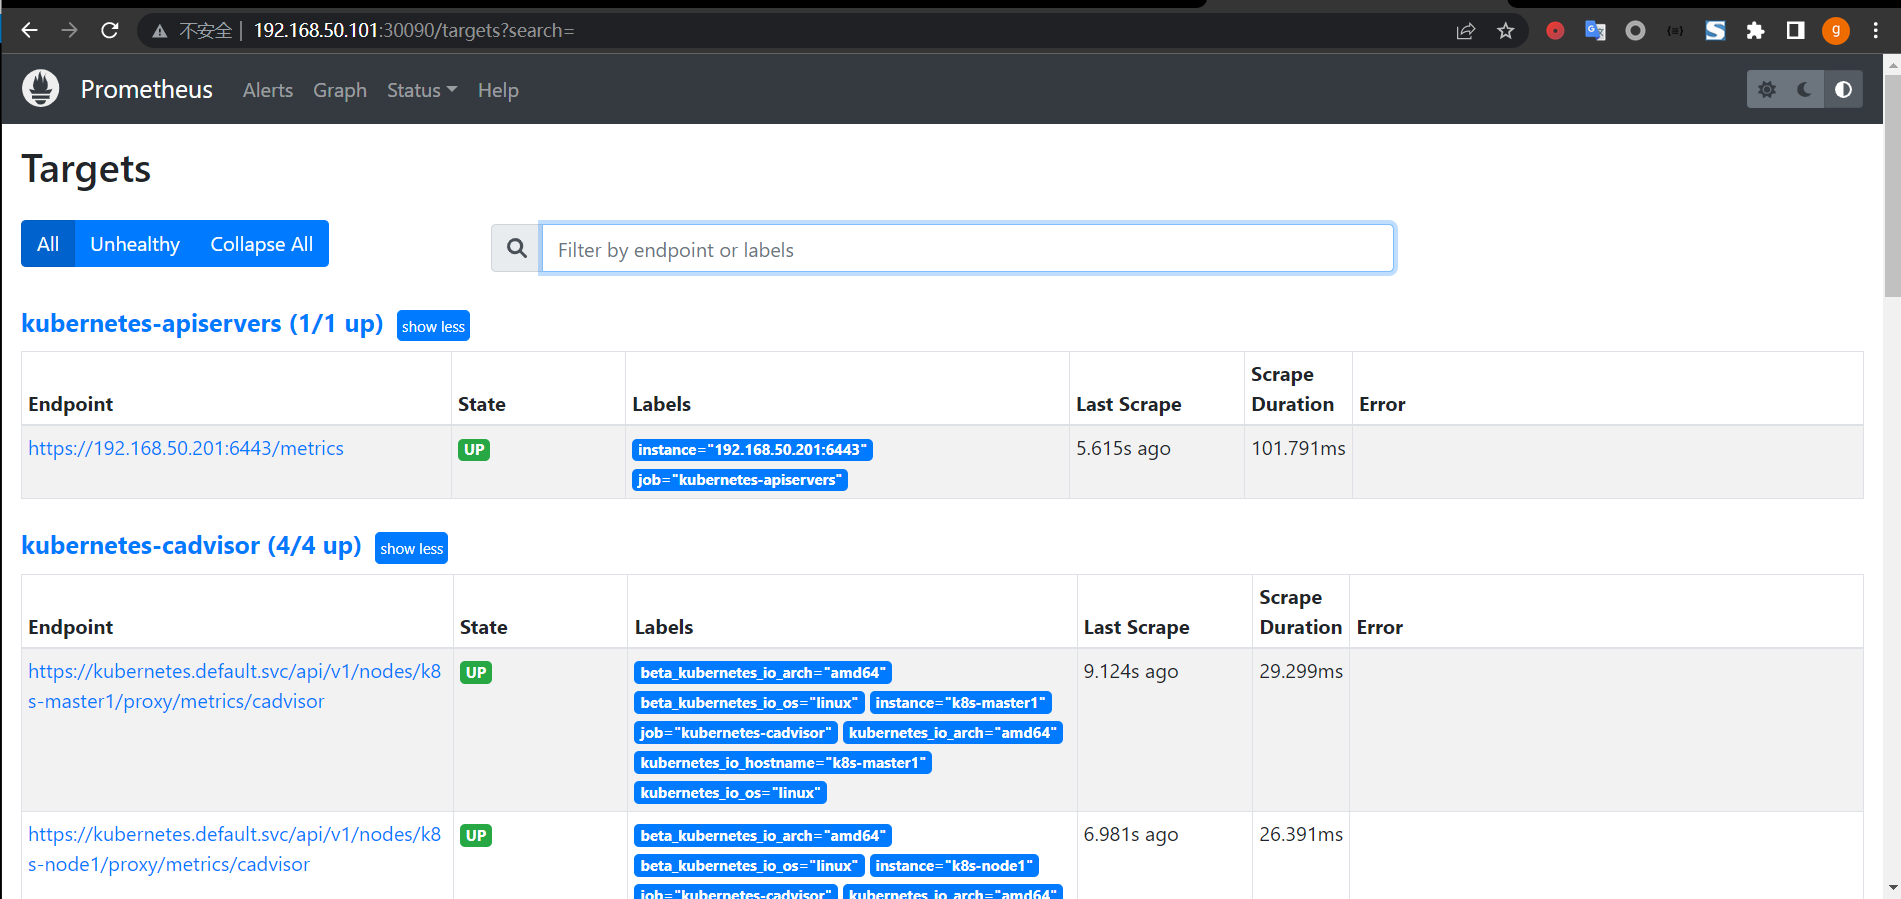 不安全 | 192.168.50.101:30090/targets?search=
g
Prometheus Alerts Graph Status Help
Targets
All Unhealthy Collapse All
Filter by endpoint or labels
kubernetes-apiservers (1/1 up) show less
Endpoint State Labels Last Scrape Scrape Duration Error
https://192.168.50.201:6443/metrics UP instance="192.168.50.201:6443" 5.615s ago 101.791ms
job="kubernetes-apiservers"
kubernetes-cadvisor (4/4 up) show less
Endpoint State Labels Last Scrape Scrape Duration Error
https://kubernetes.default.svc/api/v1/nodes/k8 UP beta_kubernetes_io_arch="amd64" 9.124s ago 29.299ms
s-master1/proxy/metrics/cadvisor beta_kubernetes_io_os="linux" instance="k8s-master1"
job="kubernetes-cadvisor" kubernetes_io_arch="amd64"
kubernetes_io_hostname="k8s-master1"
kubernetes_io_os="linux"
https://kubernetes.default.svc/api/v1/nodes/k8 UP beta_kubernetes_io_arch="amd64" 6.981s ago 26.391ms
s-node1/proxy/metrics/cadvisor beta_kubernetes_io_os="linux" instance="k8s-node1"
job="kubernetes-cadvisor" kubernetes_io_arch="amd64"